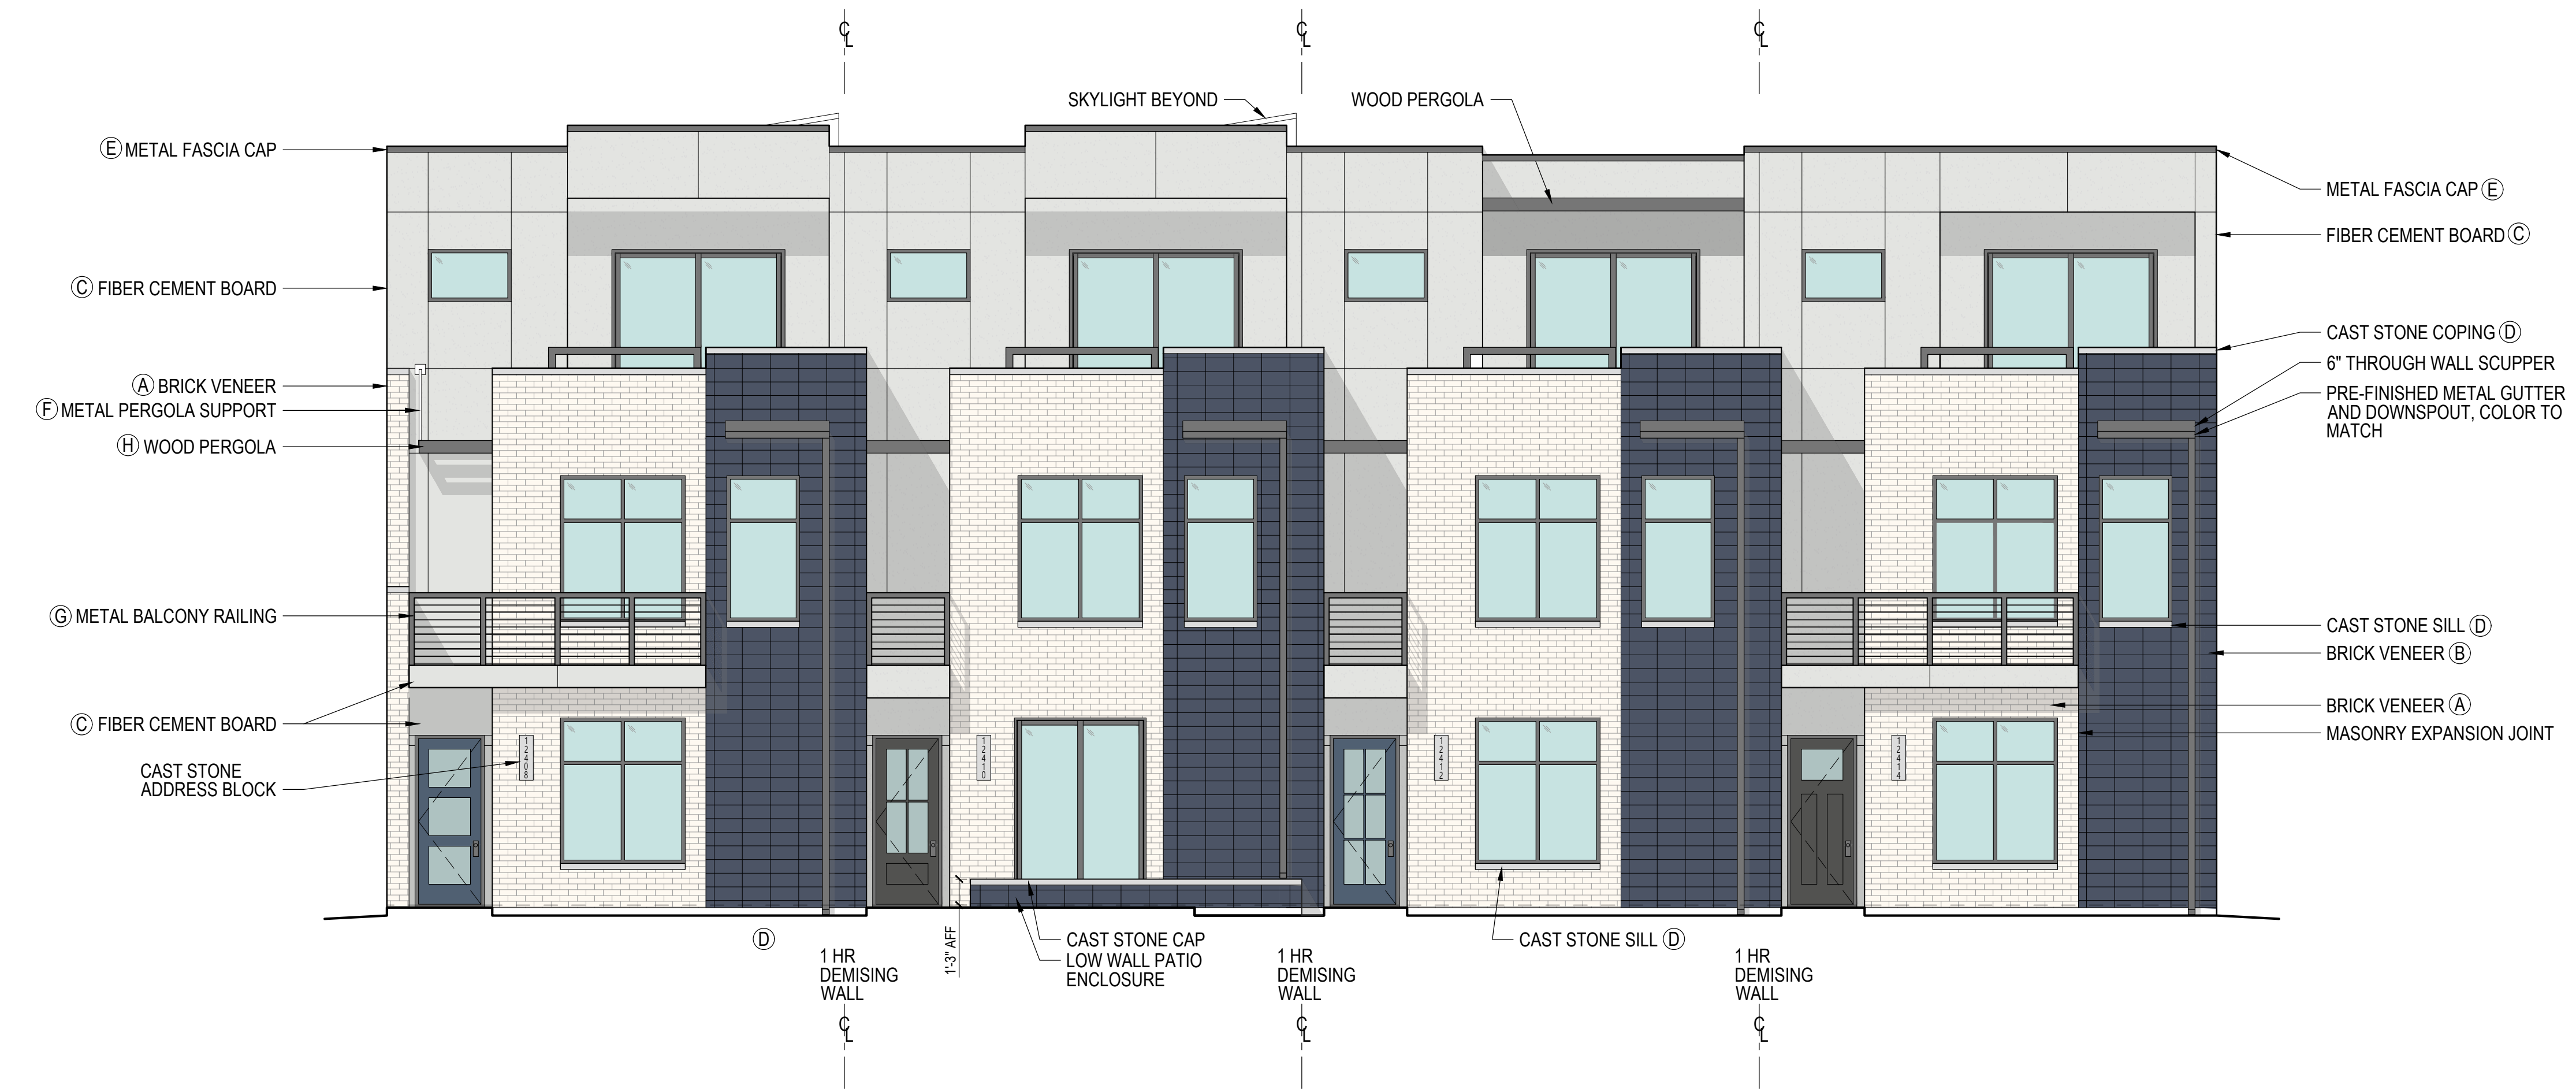 CL
CL
CL
SKYLIGHT BEYOND
WOOD PERGOLA
E METAL FASCIA CAP
C FIBER CEMENT BOARD
A BRICK VENEER
F METAL PERGOLA SUPPORT
H WOOD PERGOLA
G METAL BALCONY RAILING
C FIBER CEMENT BOARD
CAST STONE
ADDRESS BLOCK
METAL FASCIA CAP E
FIBER CEMENT BOARD C
CAST STONE COPING D
6" THROUGH WALL SCUPPER
PRE-FINISHED METAL GUTTER
AND DOWNSPOUT, COLOR TO
MATCH
CAST STONE SILL D
BRICK VENEER B
BRICK VENEER A
MASONRY EXPANSION JOINT
12408
12410
12412
12414
D
1 HR
DEMISING
WALL
1'-3" AFF
CAST STONE CAP
LOW WALL PATIO
ENCLOSURE
1 HR
DEMISING
WALL
CAST STONE SILL D
1 HR
DEMISING
WALL
CL
CL
CL